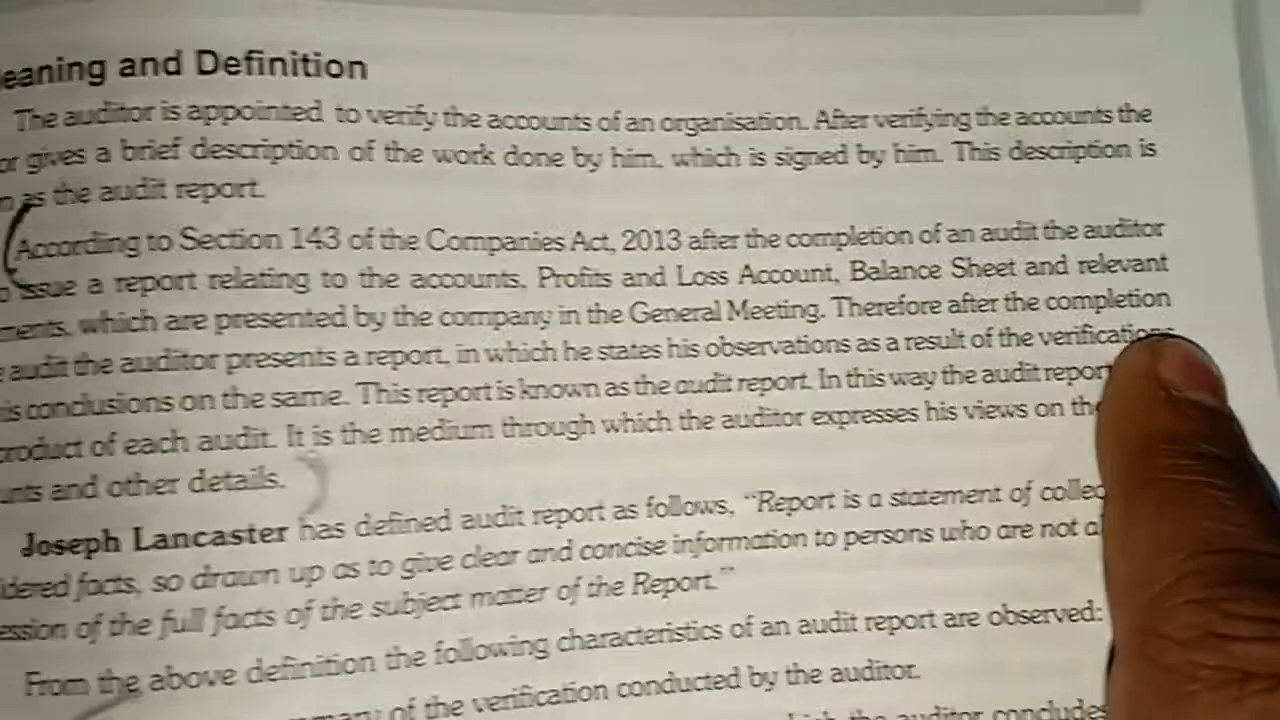 eaning and Definition
The auditor is appointed to verify the accounts of an organisation. After verifying the accounts the
or gives a brief description of the work done by him, which is signed by him. This description is
n as the audit report.
According to Section 143 of the Companies Act, 2013 after the completion of an audit the auditor
issue a report relating to the accounts, Profits and Loss Account, Balance Sheet and relevant
ments, which are presented by the company in the General Meeting. Therefore after the completion
audit the auditor presents a report, in which he states his observations as a result of the verifications
is conclusions on the same. This report is known as the audit report. In this way the audit report
product of each audit. It is the medium through which the auditor expresses his views on the
unts and other details.
Joseph Lancaster has defined audit report as follows, “Report is a statement of collec
idered facts, so drawn up as to give clear and concise information to persons who are not a
ession of the full facts of the subject matter of the Report.”
From the above definition the following characteristics of an audit report are observed:
mary of the verification conducted by the auditor.
the auditor concludes